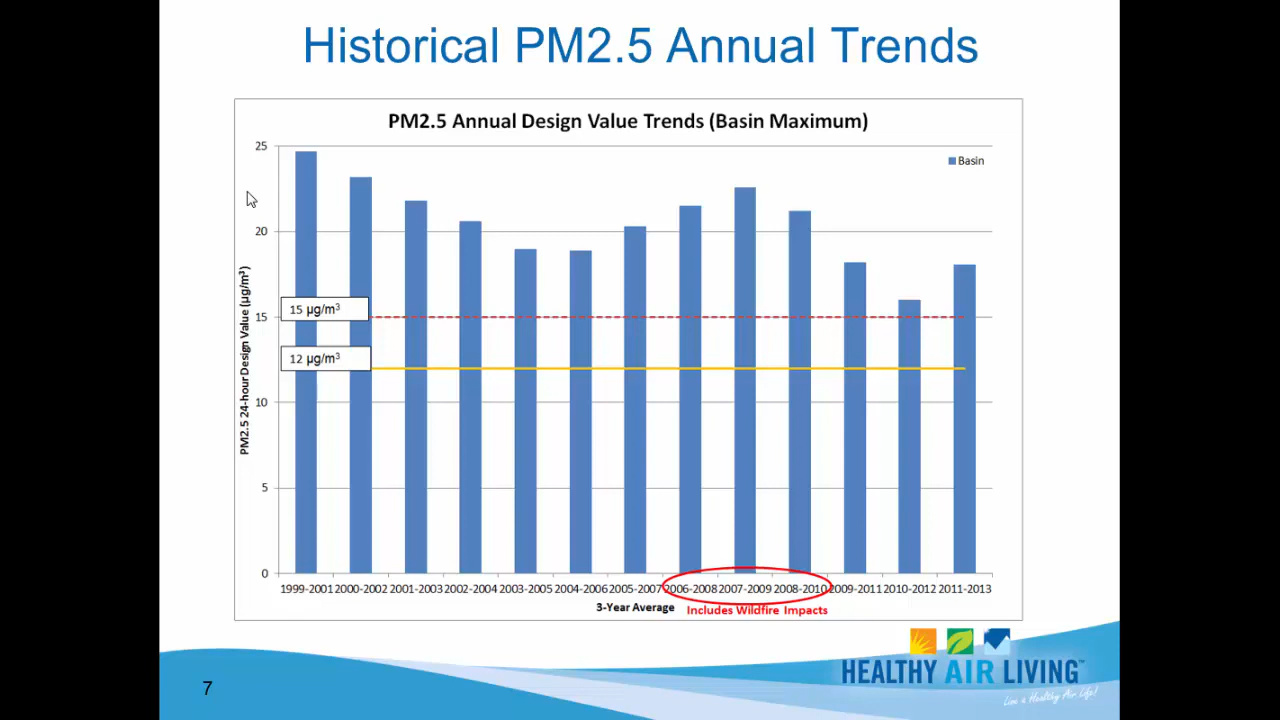 Historical PM2.5 Annual Trends
PM2.5 Annual Design Value Trends (Basin Maximum)
Basin
PM2.5 24-hour Design Value (µg/m³)
25
20
15
10
5
0
15 µg/m³
12 µg/m³
1999-2001 2000-2002 2001-2003 2002-2004 2003-2005 2004-2006 2005-2007 2006-2008 2007-2009 2008-2010 2009-2011 2010-2012 2011-2013
3-Year Average
Includes Wildfire Impacts
HEALTHY AIR LIVING™
Live a Healthy Air Life!
7